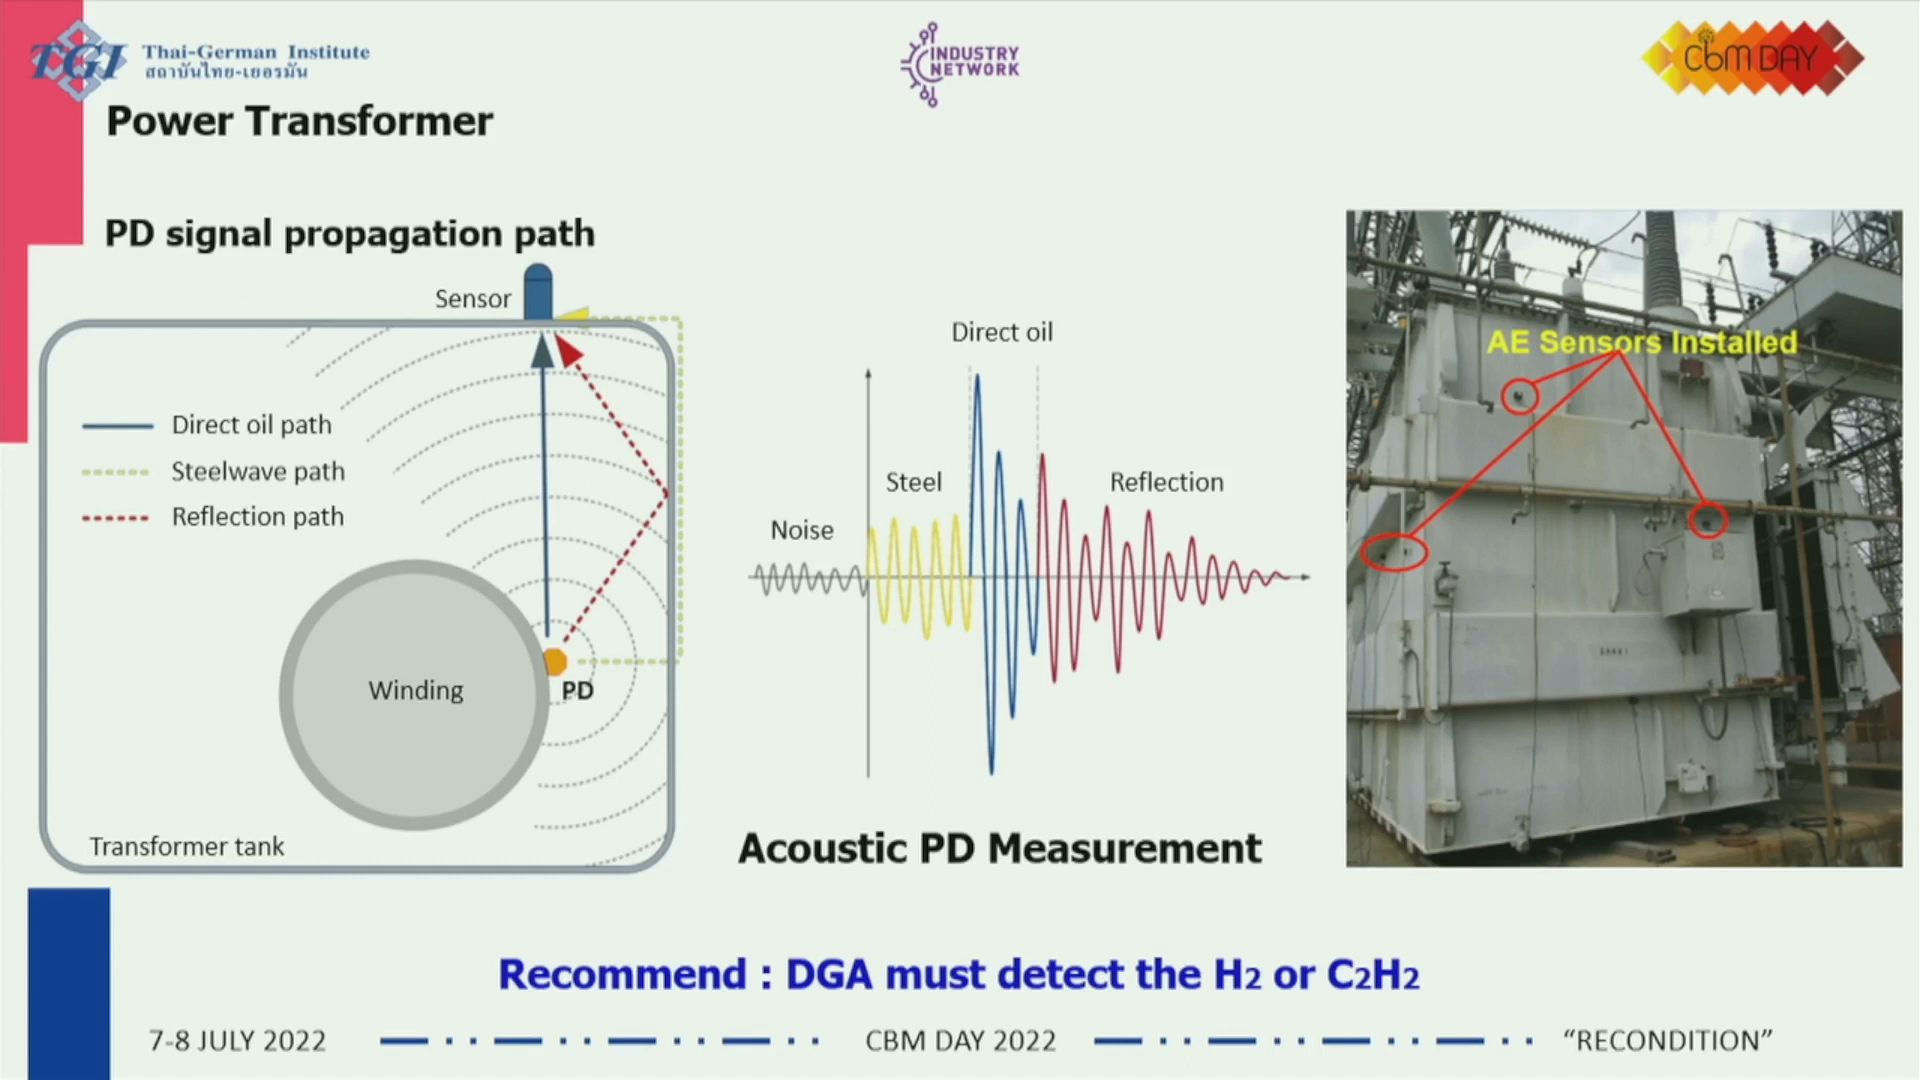 TGI
Thai-German Institute
สถาบันไทย-เยอรมัน
INDUSTRY
NETWORK
CbM DAY
Power Transformer
PD signal propagation path
Sensor
Direct oil path
Steelwave path
Reflection path
Winding
PD
Transformer tank
Direct oil
Steel
Reflection
Noise
Acoustic PD Measurement
AE Sensors Installed
Recommend : DGA must detect the H2 or C2H2
7-8 JULY 2022
CBM DAY 2022
“RECONDITION”